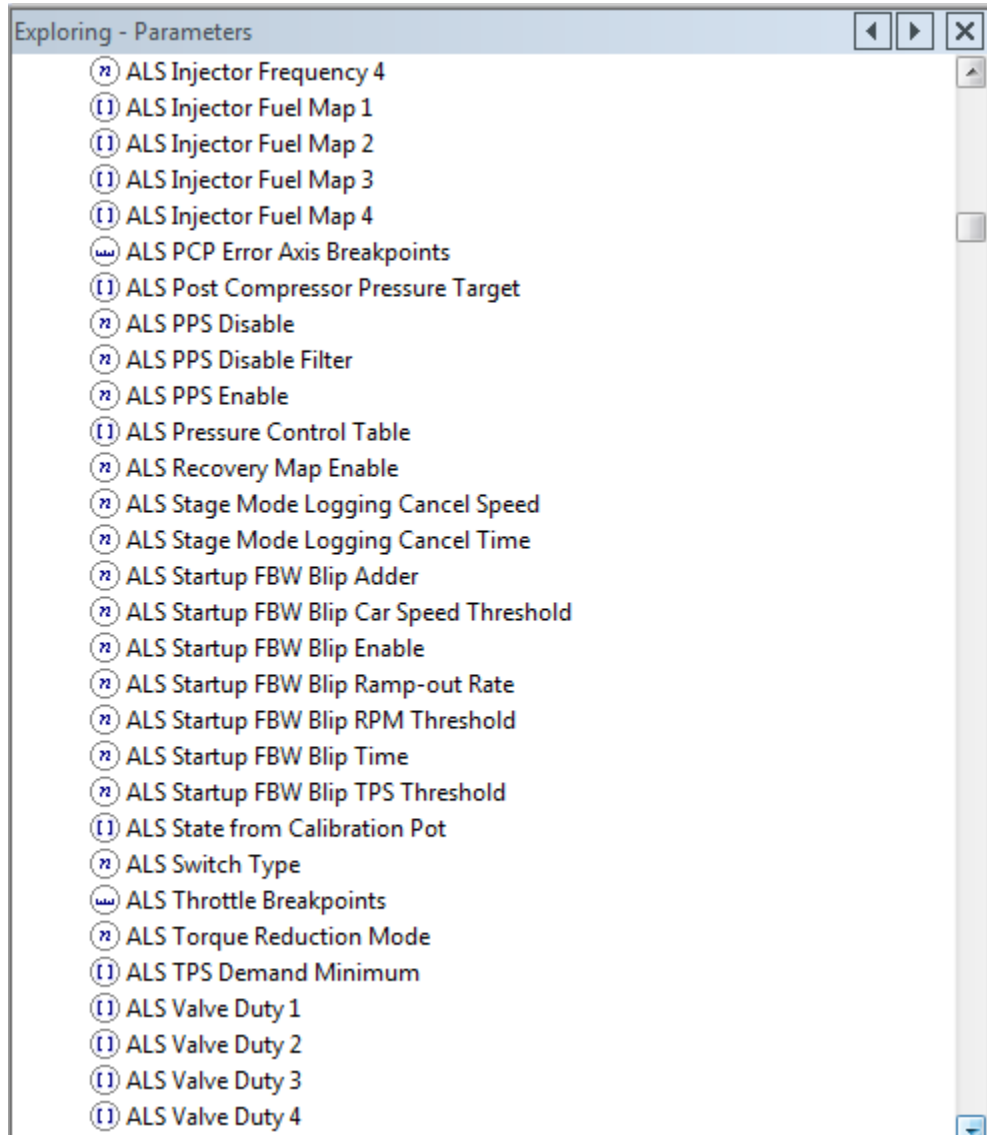 Exploring - Parameters
ALS Injector Frequency 4
ALS Injector Fuel Map 1
ALS Injector Fuel Map 2
ALS Injector Fuel Map 3
ALS Injector Fuel Map 4
ALS PCP Error Axis Breakpoints
ALS Post Compressor Pressure Target
ALS PPS Disable
ALS PPS Disable Filter
ALS PPS Enable
ALS Pressure Control Table
ALS Recovery Map Enable
ALS Stage Mode Logging Cancel Speed
ALS Stage Mode Logging Cancel Time
ALS Startup FBW Blip Adder
ALS Startup FBW Blip Car Speed Threshold
ALS Startup FBW Blip Enable
ALS Startup FBW Blip Ramp-out Rate
ALS Startup FBW Blip RPM Threshold
ALS Startup FBW Blip Time
ALS Startup FBW Blip TPS Threshold
ALS State from Calibration Pot
ALS Switch Type
ALS Throttle Breakpoints
ALS Torque Reduction Mode
ALS TPS Demand Minimum
ALS Valve Duty 1
ALS Valve Duty 2
ALS Valve Duty 3
ALS Valve Duty 4